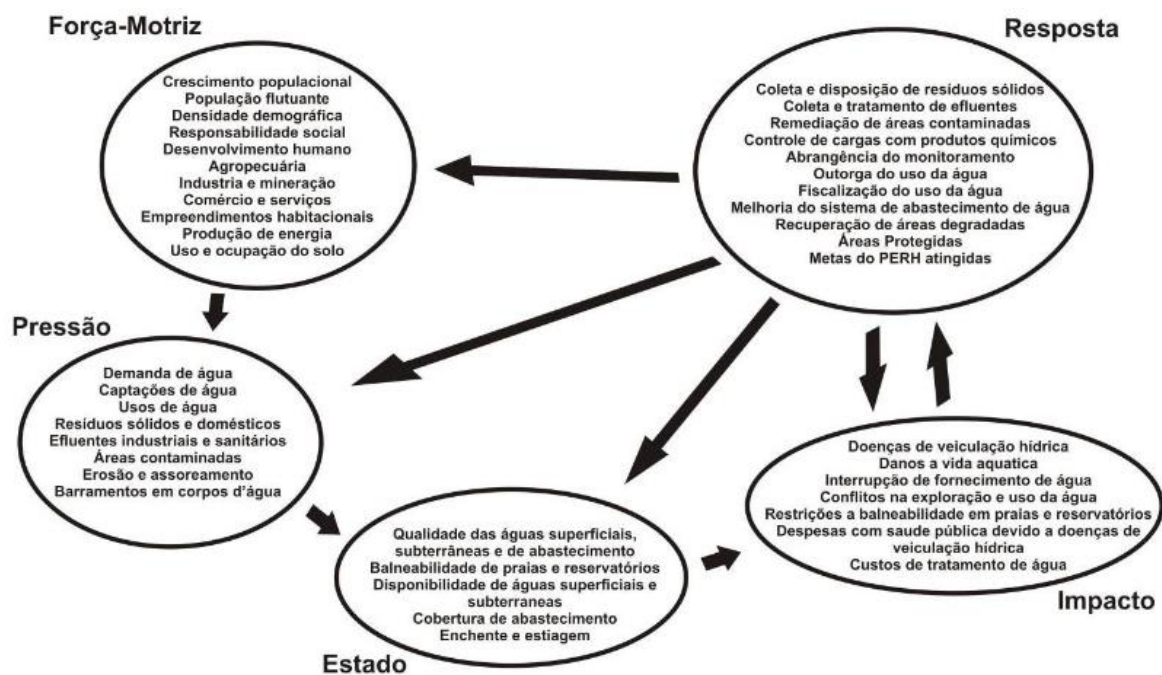 Força-Motriz
Crescimento populacional
População flutuante
Densidade demográfica
Responsabilidade social
Desenvolvimento humano
Agropecuária
Industria e mineração
Comércio e serviços
Empreendimentos habitacionais
Produção de energia
Uso e ocupação do solo
Resposta
Coleta e disposição de resíduos sólidos
Coleta e tratamento de efluentes
Remediação de áreas contaminadas
Controle de cargas com produtos químicos
Abrangência do monitoramento
Outorga do uso da água
Fiscalização do uso da água
Melhoria do sistema de abastecimento de água
Recuperação de áreas degradadas
Áreas Protegidas
Metas do PERH atingidas
Pressão
Demanda de água
Captações de água
Usos de água
Resíduos sólidos e domésticos
Efluentes industriais e sanitários
Áreas contaminadas
Erosão e assoreamento
Barramentos em corpos d'água
Qualidade das águas superficiais,
subterrâneas e de abastecimento
Balneabilidade de praias e reservatórios
Disponibilidade de águas superficiais e
subterraneas
Cobertura de abastecimento
Enchente e estiagem
Estado
Doenças de veiculação hídrica
Danos a vida aquatica
Interrupção de fornecimento de água
Conflitos na exploração e uso da água
Restrições a balneabilidade em praias e reservatórios
Despesas com saude pública devido a doenças de
veiculação hídrica
Custos de tratamento de água
Impacto